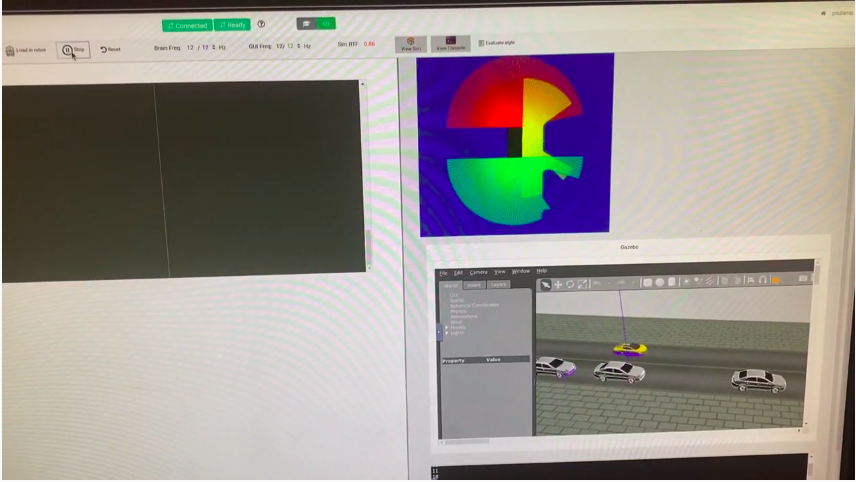 Connected
Ready
Load in robot
Stop
Reset
Brain Freq. 12 / 12 Hz
GUI Freq. 12/ 12 Hz
Sim RTF: 0.86
View Sim
View Console
Evaluate style
Gazebo
File Edit Camera View Window Help
World Insert Layers
GUI
Scene
Spherical Coordinates
Physics
Atmosphere
Wind
Models
Lights
Property Value
11
10